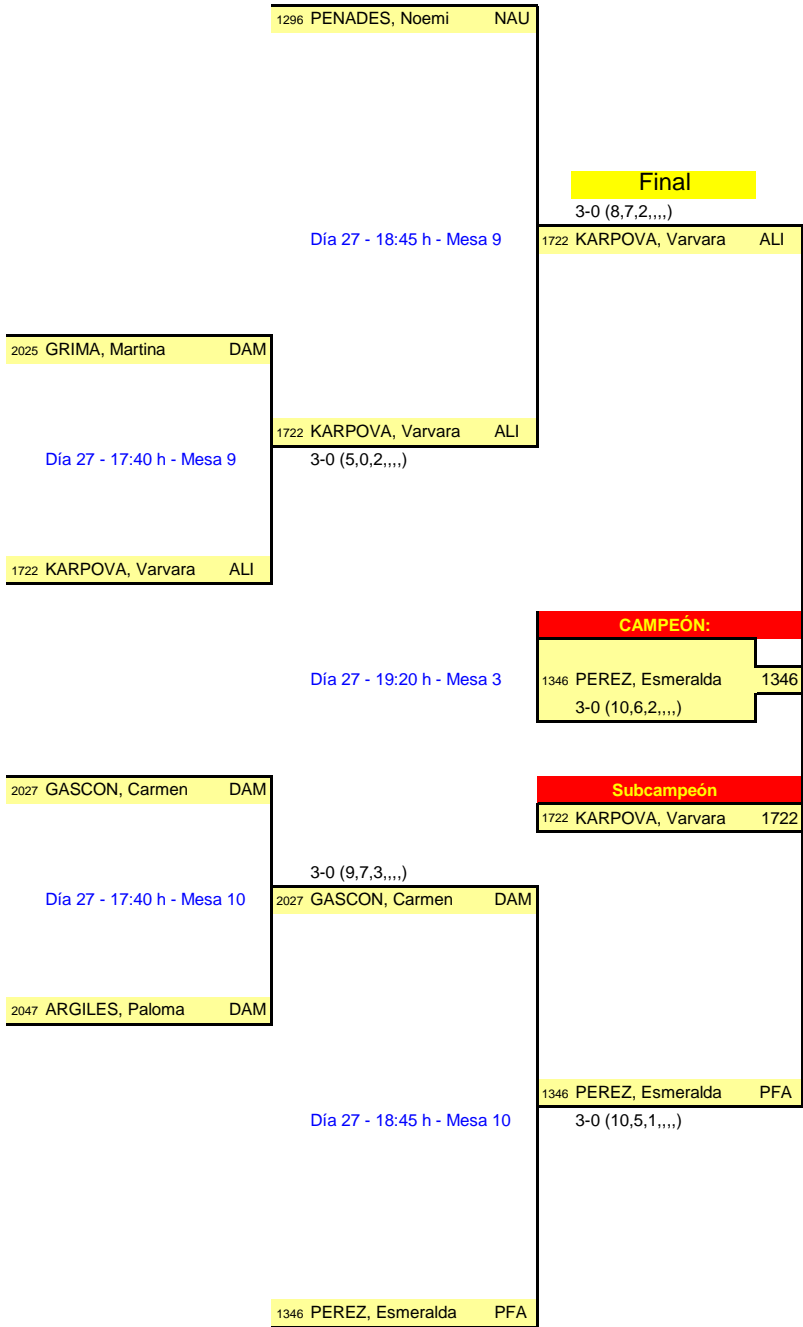 1296 PENADES, Noemi NAU
Final
3-0 (8,7,2,,,,)
Día 27 - 18:45 h - Mesa 9
1722 KARPOVA, Varvara ALI
2025 GRIMA, Martina DAM
1722 KARPOVA, Varvara ALI
Día 27 - 17:40 h - Mesa 9
3-0 (5,0,2,,,,)
1722 KARPOVA, Varvara ALI
CAMPEÓN:
Día 27 - 19:20 h - Mesa 3
1346 PEREZ, Esmeralda 1346
3-0 (10,6,2,,,,)
2027 GASCON, Carmen DAM
Subcampeón
1722 KARPOVA, Varvara 1722
3-0 (9,7,3,,,,)
Día 27 - 17:40 h - Mesa 10
2027 GASCON, Carmen DAM
2047 ARGILES, Paloma DAM
1346 PEREZ, Esmeralda PFA
Día 27 - 18:45 h - Mesa 10
3-0 (10,5,1,,,,)
1346 PEREZ, Esmeralda PFA